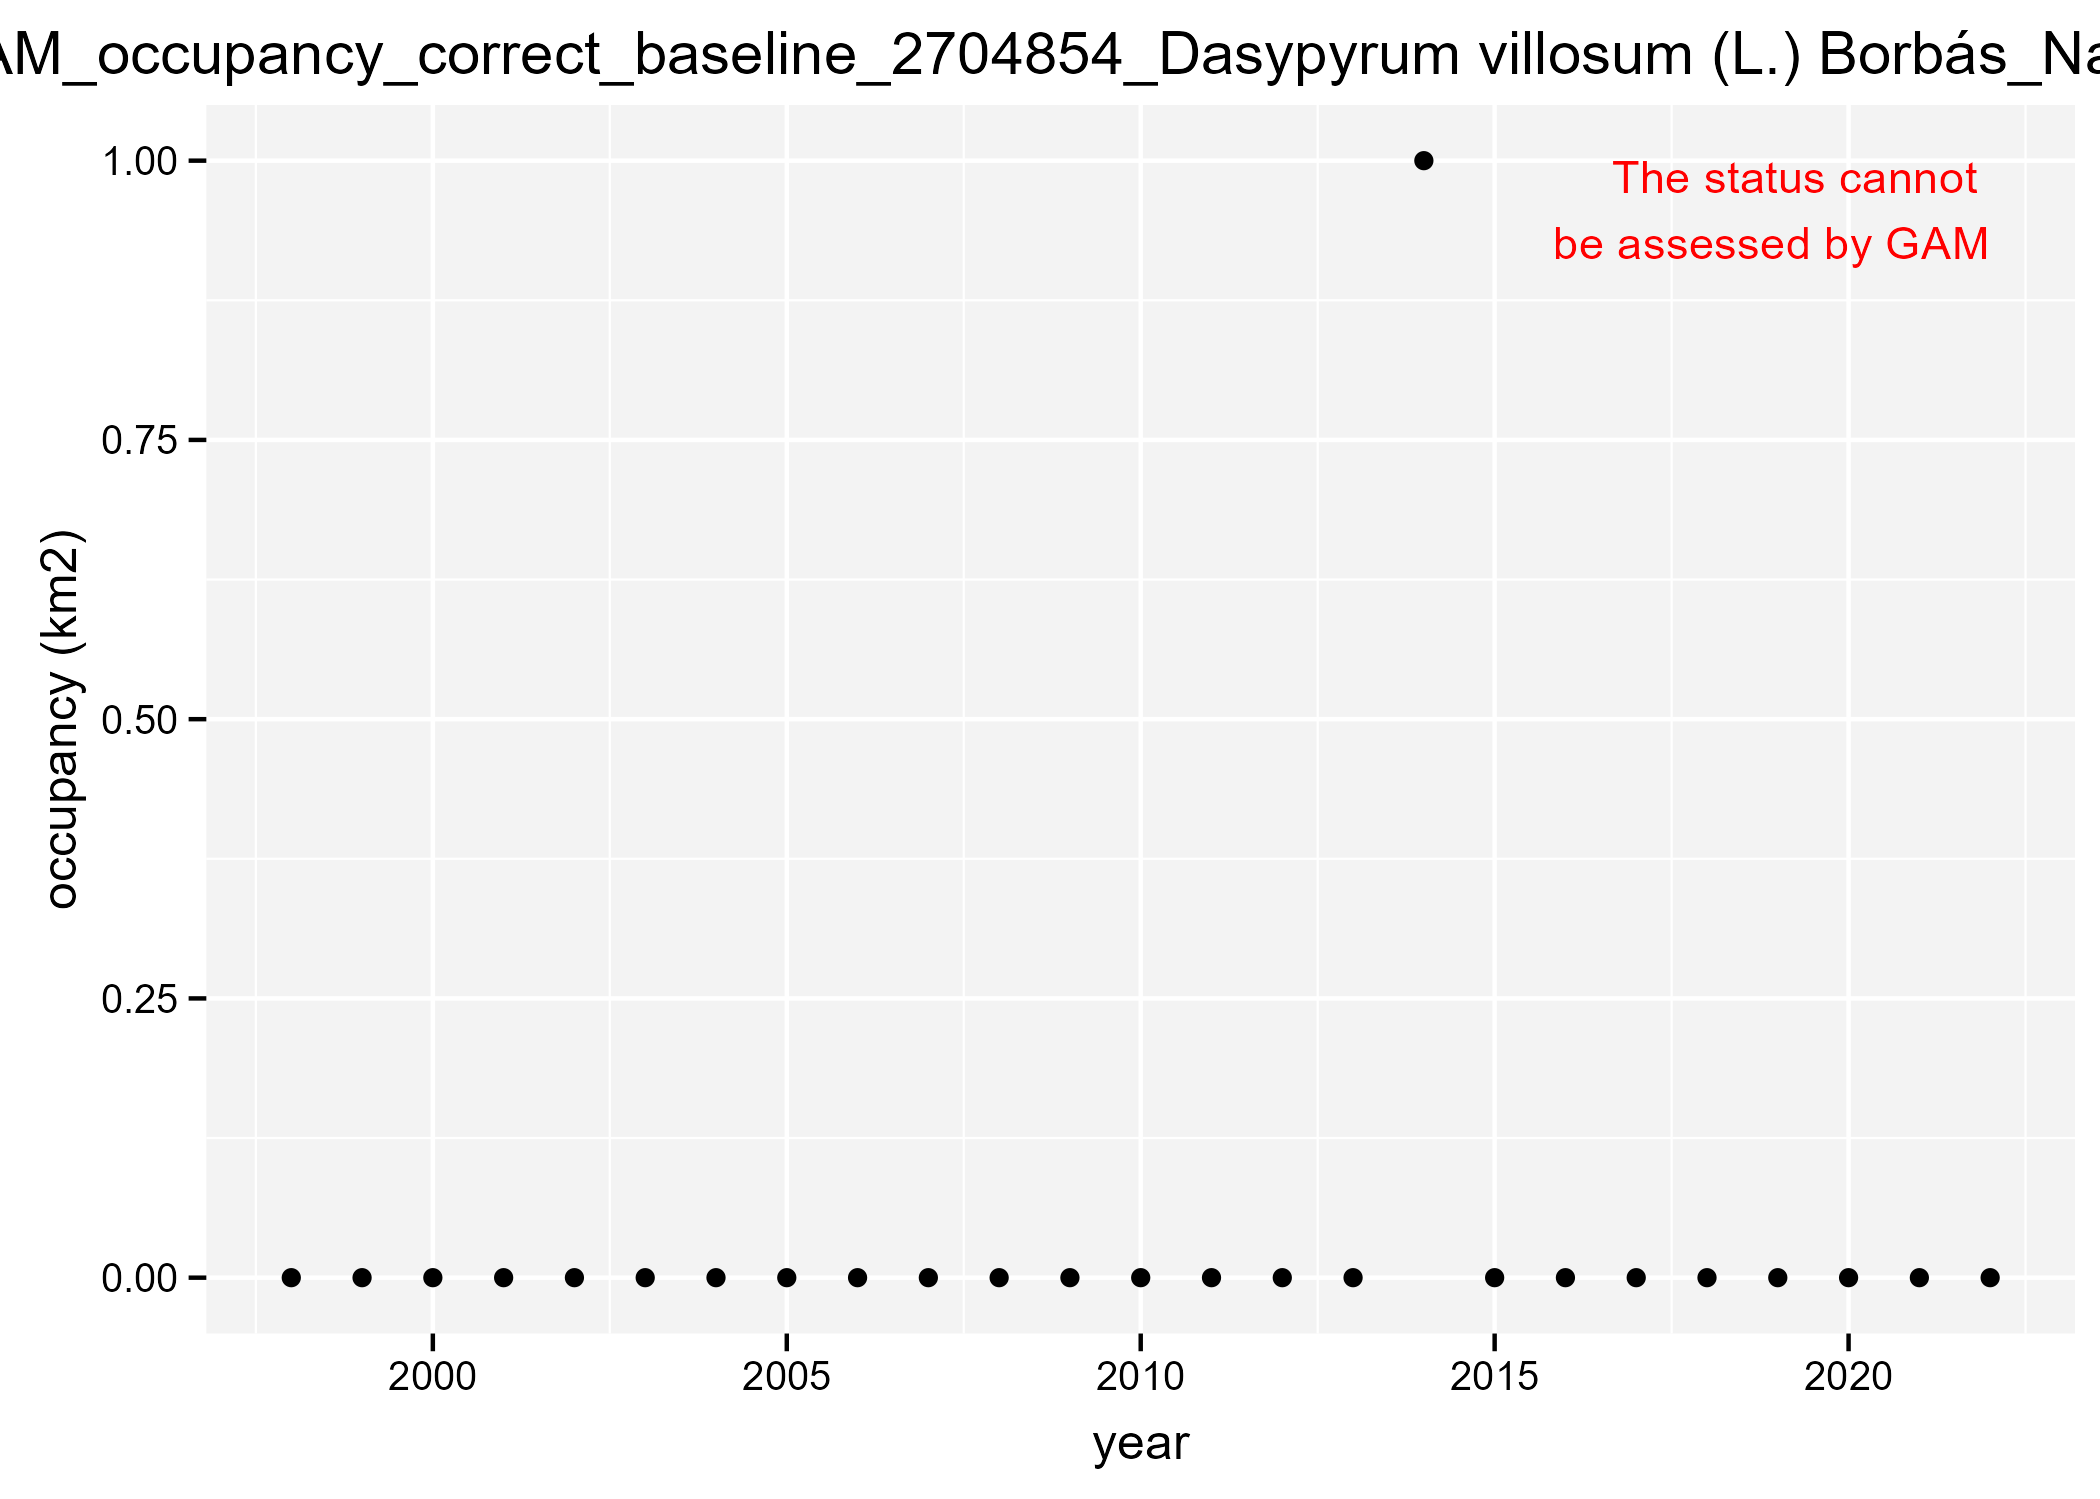 AM_occupancy_correct_baseline_2704854_Dasypyrum villosum (L.) Borbás_Na
The status cannot
be assessed by GAM
1.00
0.75
0.50
0.25
0.00
occupancy (km2)
2000 2005 2010 2015 2020
year